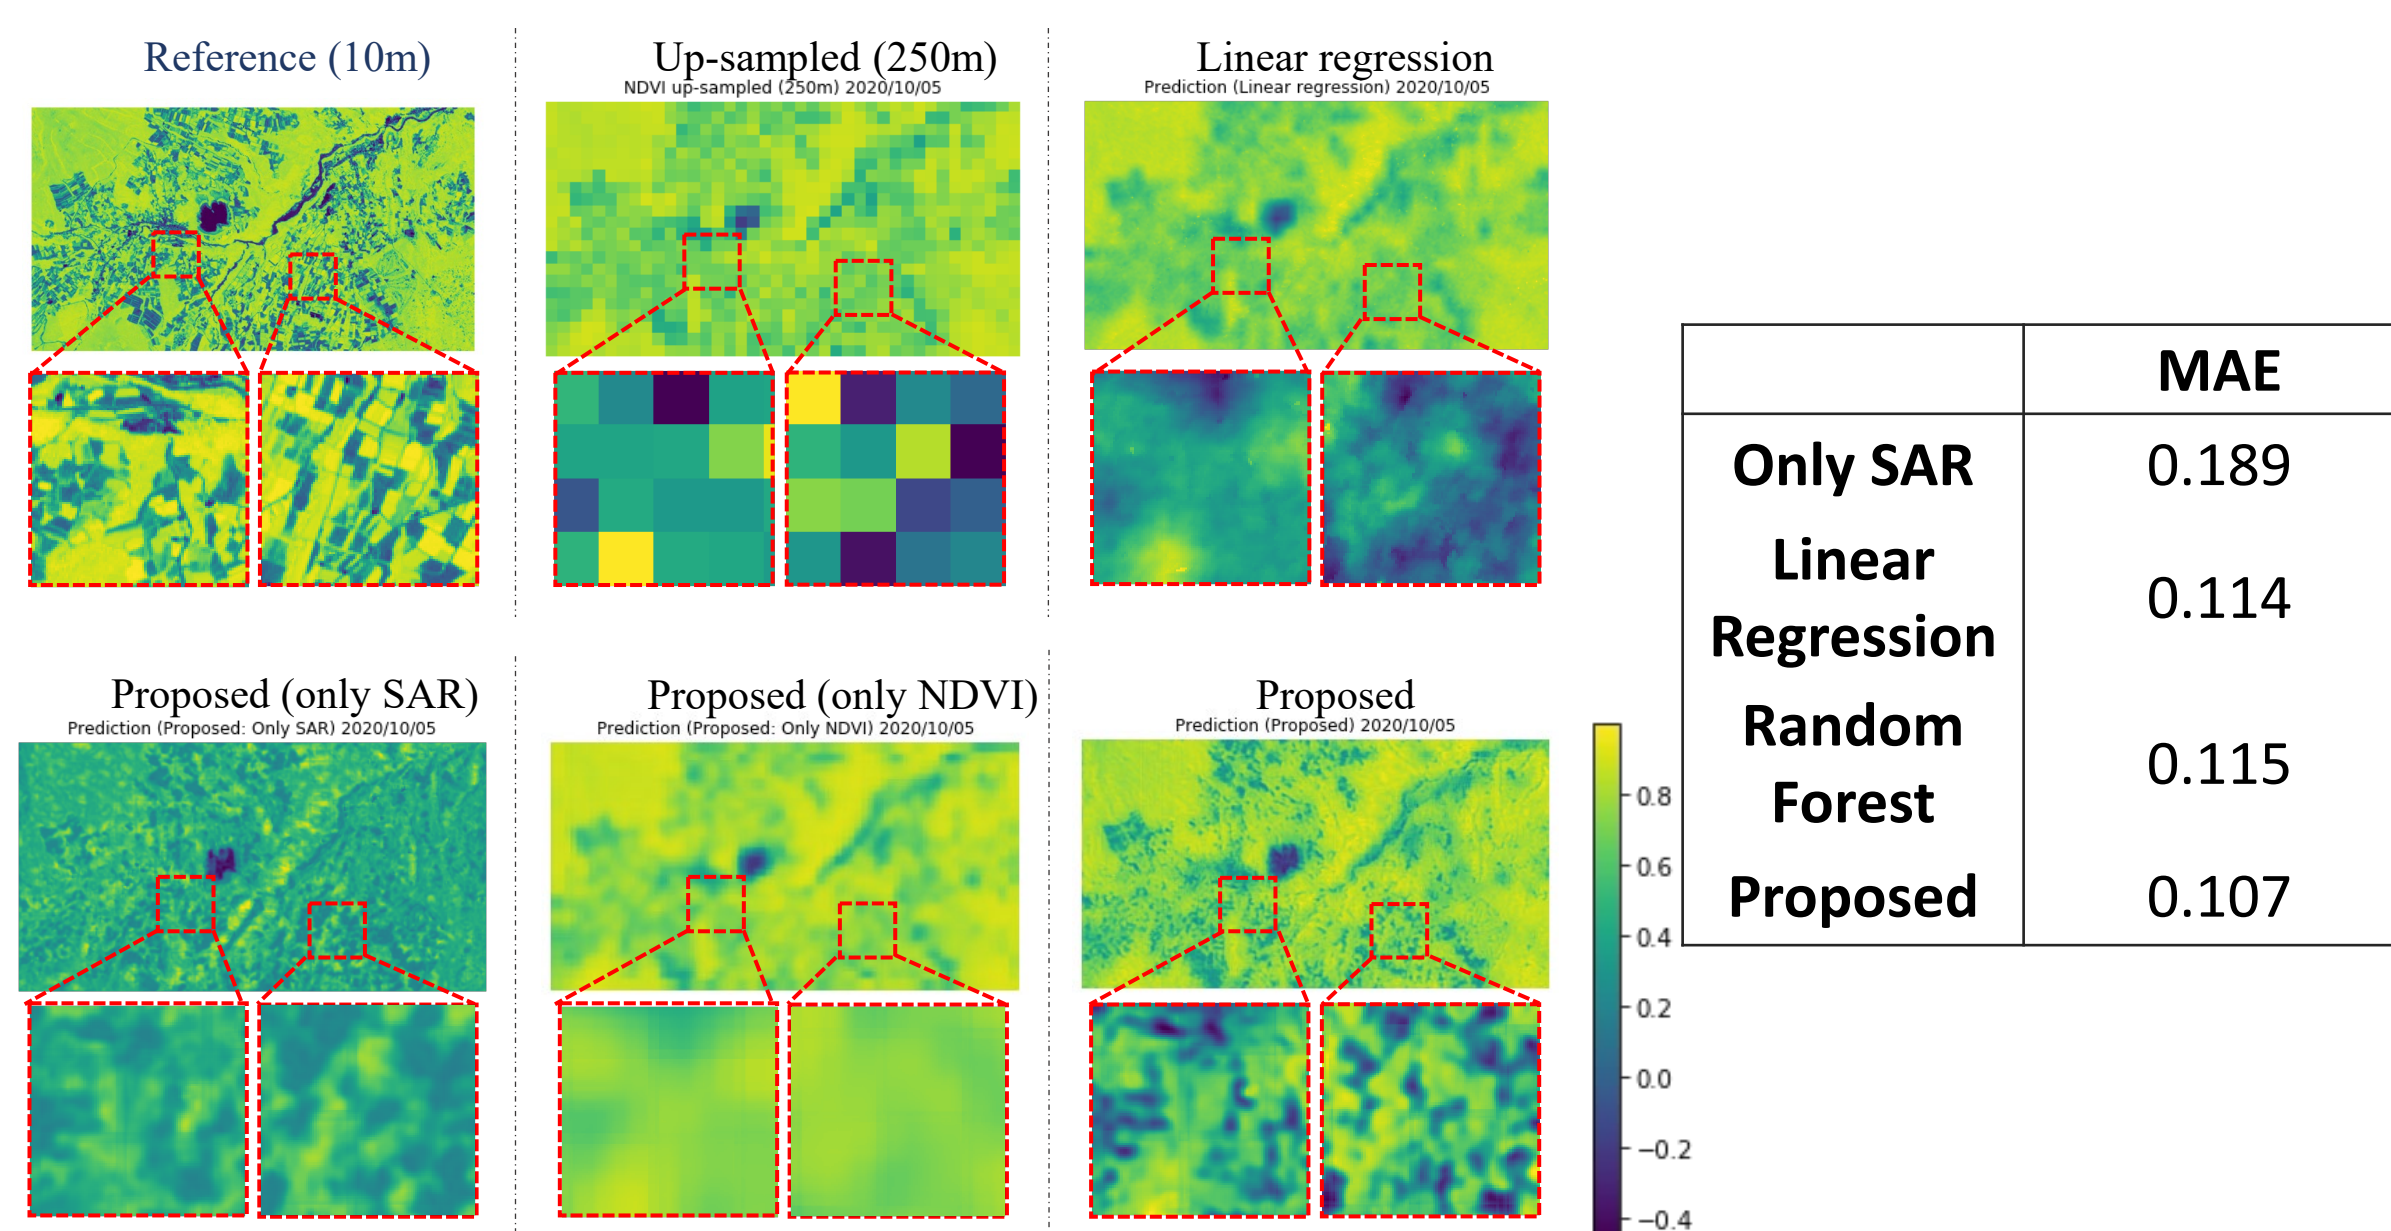 Reference (10m)
Up-sampled (250m)
NDVI up-sampled (250m) 2020/10/05
Linear regression
Prediction (Linear regression) 2020/10/05
Proposed (only SAR)
Prediction (Proposed: Only SAR) 2020/10/05
Proposed (only NDVI)
Prediction (Proposed: Only NDVI) 2020/10/05
Proposed
Prediction (Proposed) 2020/10/05
0.8
0.6
0.4
0.2
0.0
−0.2
−0.4
MAE
Only SAR 0.189
Linear
Regression 0.114
Random
Forest 0.115
Proposed 0.107